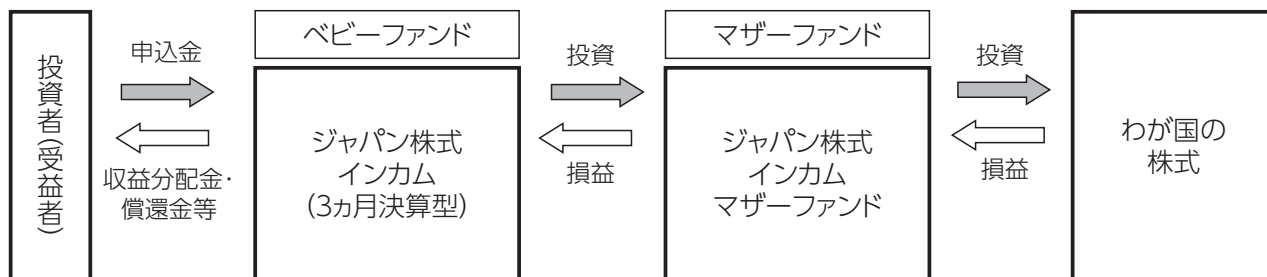 投資者(受益者)
申込金
収益分配金・
償還金等
ベビーファンド
ジャパン株式
インカム
(3ヵ月決算型)
投資
損益
マザーファンド
ジャパン株式
インカム
マザーファンド
投資
損益
わが国の
株式